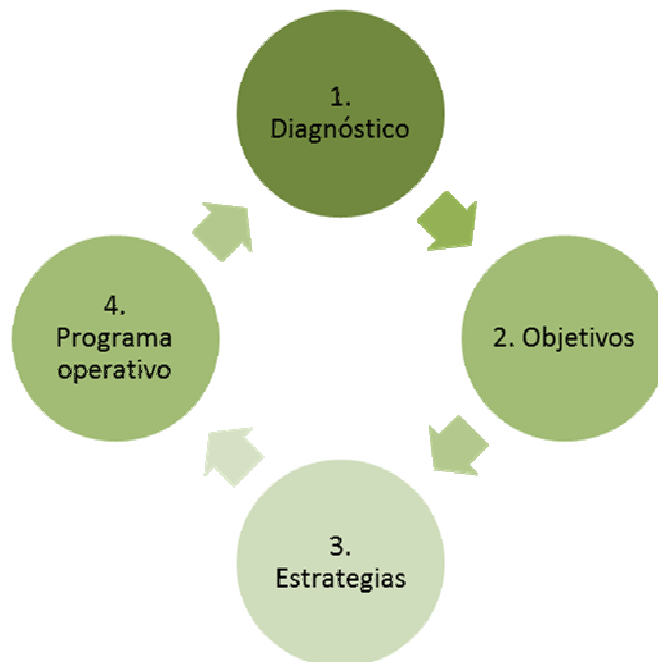 1.
Diagnóstico
2. Objetivos
3.
Estrategias
4.
Programa
operativo